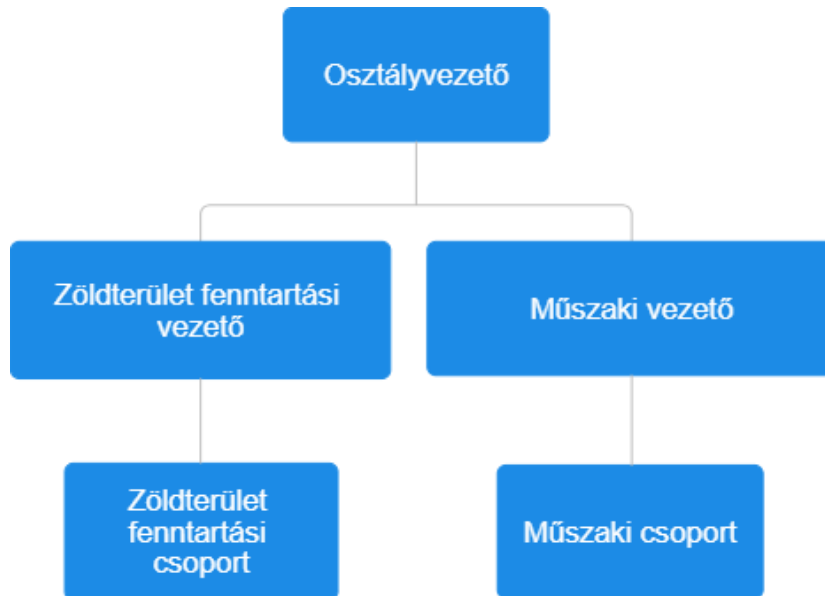 Osztályvezető
Zöldterület fenntartási
vezető
Műszaki vezető
Zöldterület
fenntartási
csoport
Műszaki csoport